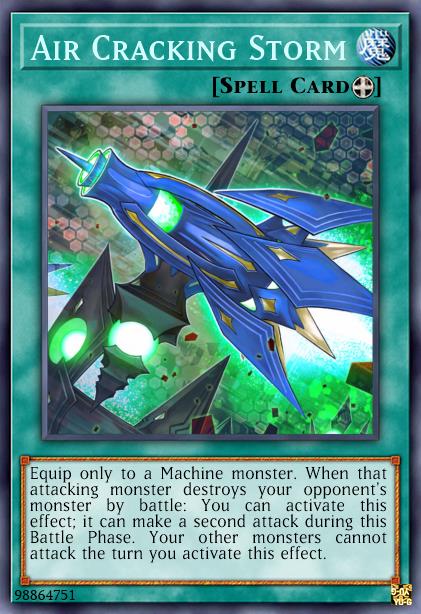 AIR CRACKING STORM
魔
[SPELL CARD]
Equip only to a Machine monster. When that
attacking monster destroys your opponent's
monster by battle: You can activate this
effect; it can make a second attack during this
Battle Phase. Your other monsters cannot
attack the turn you activate this effect.
98864751